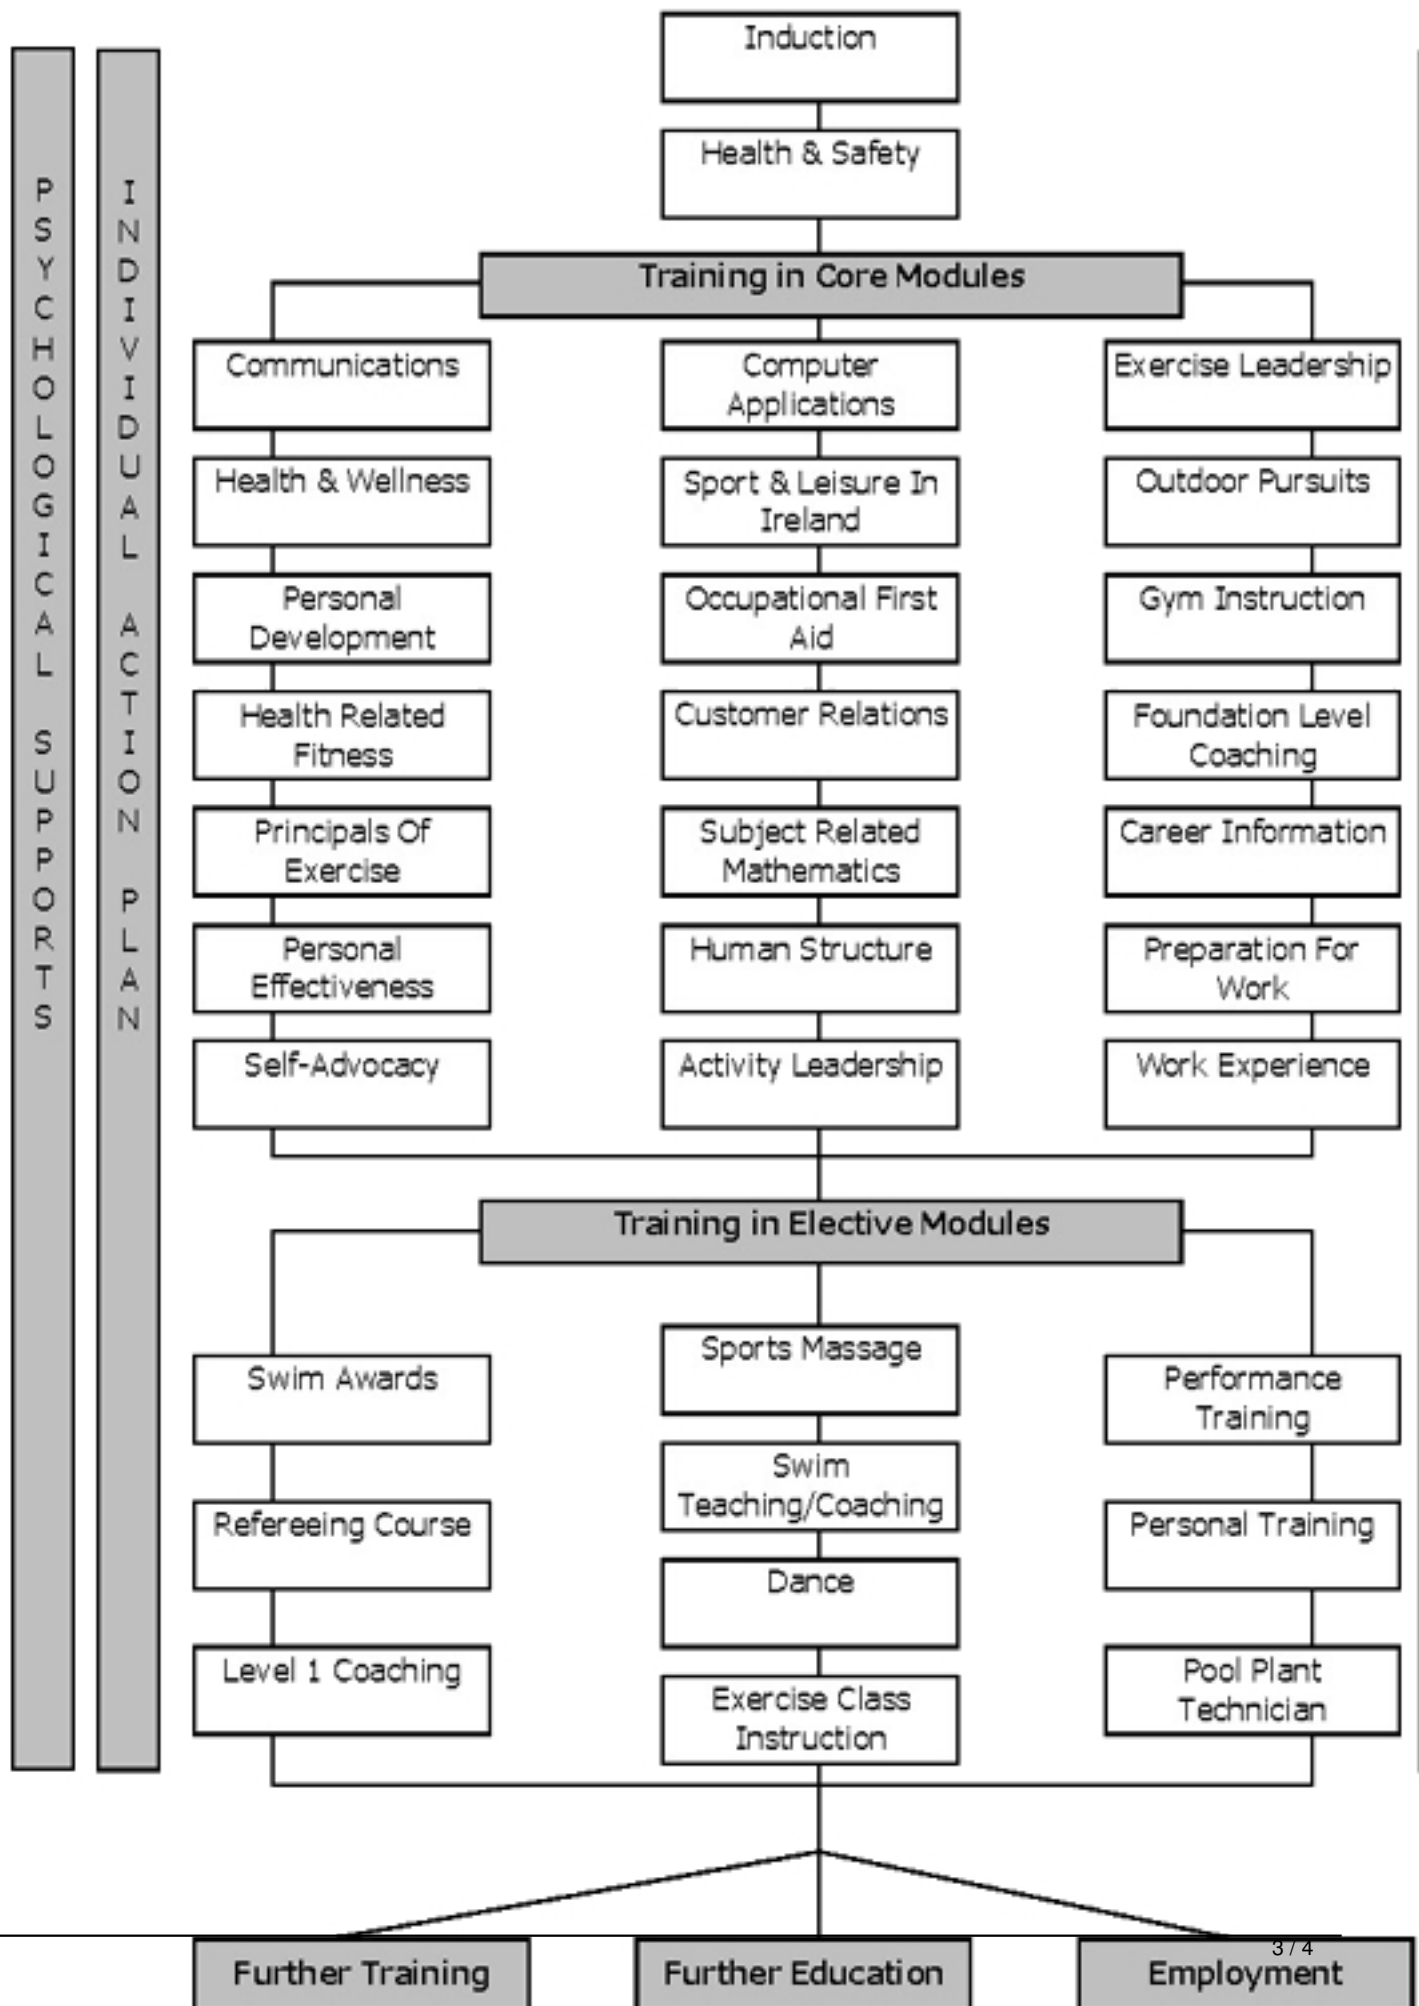 PSYCHOLOGICAL SUPPORTS
INDIVIDUAL ACTION PLAN
Induction
Health & Safety
Training in Core Modules
Communications
Health & Wellness
Personal
Development
Health Related
Fitness
Principals Of
Exercise
Personal
Effectiveness
Self-Advocacy
Computer
Applications
Sport & Leisure In
Ireland
Occupational First
Aid
Customer Relations
Subject Related
Mathematics
Human Structure
Activity Leadership
Exercise Leadership
Outdoor Pursuits
Gym Instruction
Foundation Level
Coaching
Career Information
Preparation For
Work
Work Experience
Training in Elective Modules
Swim Awards
Refereeing Course
Level 1 Coaching
Sports Massage
Swim
Teaching/Coaching
Dance
Exercise Class
Instruction
Performance
Training
Personal Training
Pool Plant
Technician
Further Training
Further Education
Employment
3 / 4